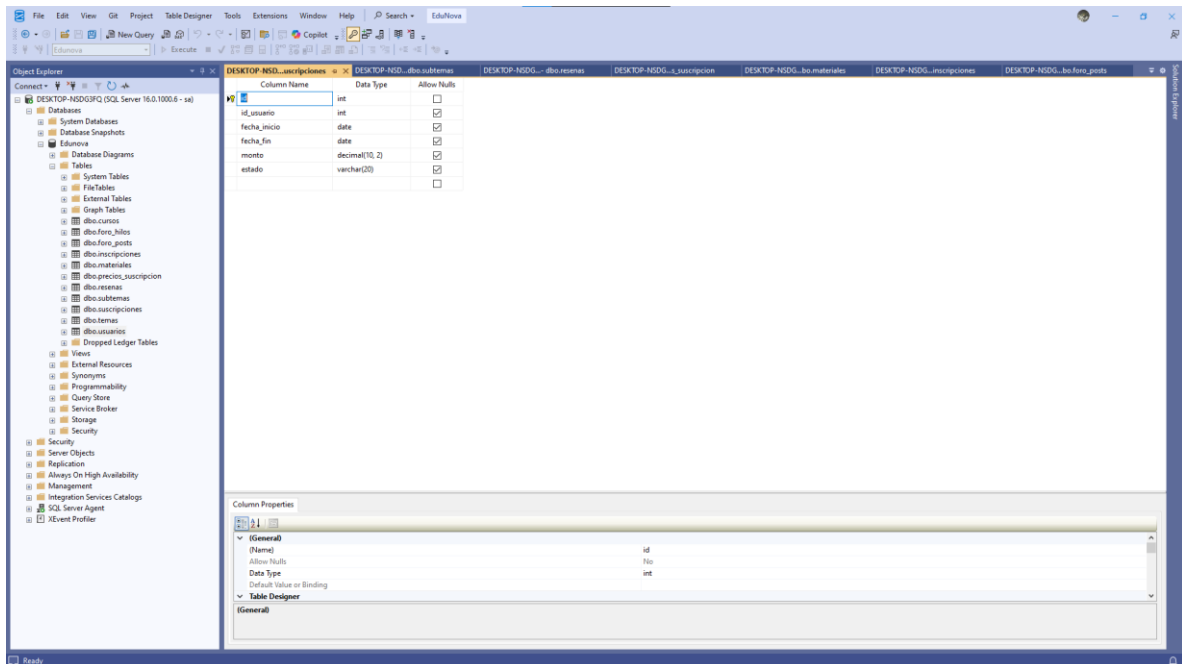 File Edit View Git Project Table Designer Tools Extensions Window Help Search EduNova
New Query Copilot
Edunova Execute
Object Explorer
Connect
DESKTOP-NSDG3FQ (SQL Server 16.0.1000.6 - sa)
Databases
System Databases
Database Snapshots
Edunova
Database Diagrams
Tables
System Tables
FileTables
External Tables
Graph Tables
dbo.cursos
dbo.foro_hilos
dbo.foro_posts
dbo.inscripciones
dbo.materiales
dbo.precios_suscripcion
dbo.resenas
dbo.subtemas
dbo.suscripciones
dbo.temas
dbo.usuarios
Dropped Ledger Tables
Views
External Resources
Synonyms
Programmability
Query Store
Service Broker
Storage
Security
Security
Server Objects
Replication
Always On High Availability
Management
Integration Services Catalogs
SQL Server Agent
XEvent Profiler
DESKTOP-NSD...uscripciones DESKTOP-NSD...dbo.subtemas DESKTOP-NSDG...- dbo.resenas DESKTOP-NSDG...s_suscripcion DESKTOP-NSDG...bo.materiales DESKTOP-NSDG...inscripciones DESKTOP-NSDG...bo.foro_posts
Column Name Data Type Allow Nulls
id int
id_usuario int
fecha_inicio date
fecha_fin date
monto decimal(10, 2)
estado varchar(20)
Column Properties
(General)
(Name) id
Allow Nulls No
Data Type int
Default Value or Binding
Table Designer
(General)
Solution Explorer
Ready